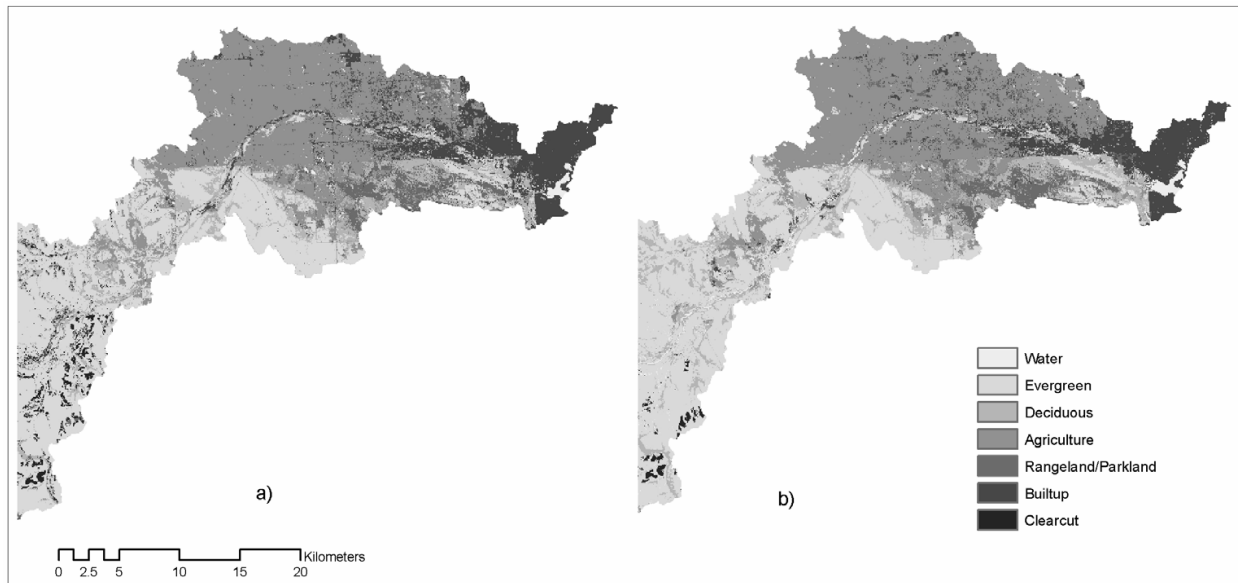 a)
b)
Water
Evergreen
Deciduous
Agriculture
Rangeland/Parkland
Builtup
Clearcut
Kilometers
0 2.5 5 10 15 20